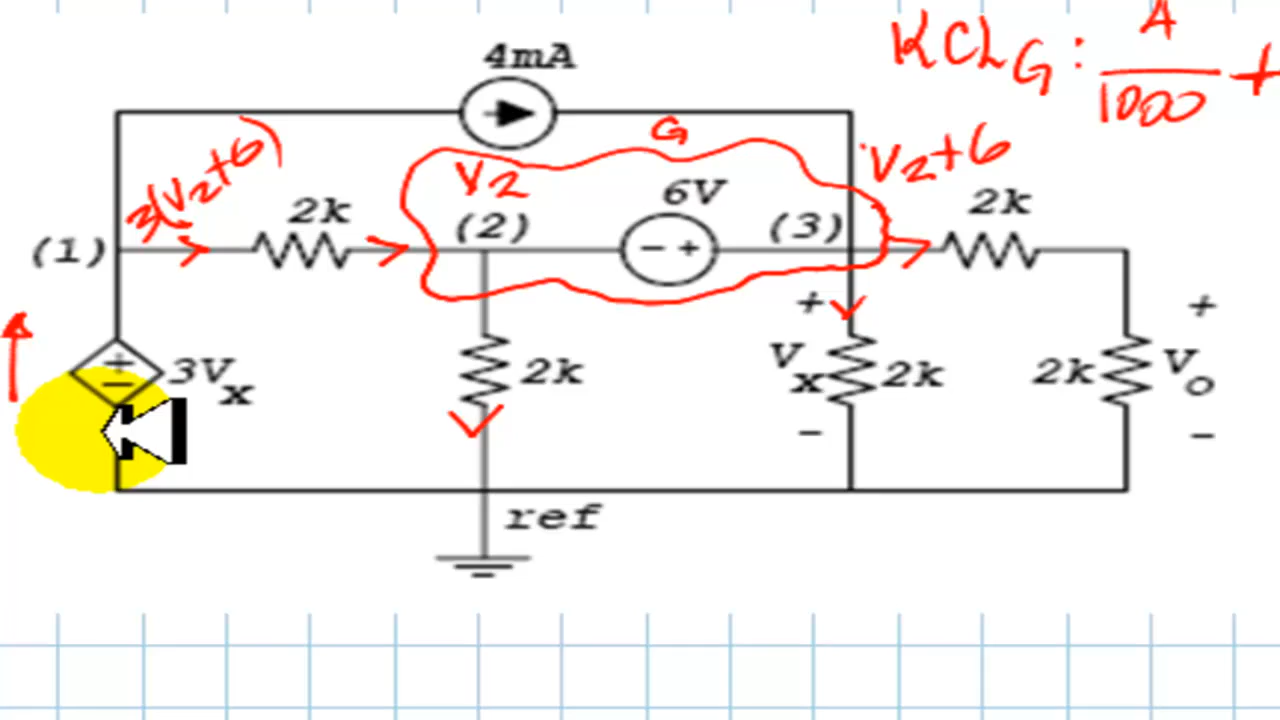 4mA
KCL G: 4/1000 +
G
3(V2+6)
V2
V2+6
2k
6V
2k
(1)
(2)
(3)
- +
+
-
3Vx
2k
+
Vx
-
2k
2k
+
Vo
-
ref